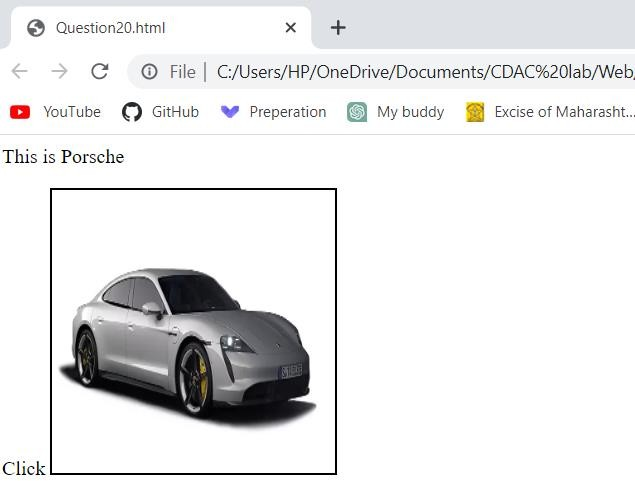 Question20.html
File | C:/Users/HP/OneDrive/Documents/CDAC%20lab/Web/
YouTube GitHub Preperation My buddy Excise of Maharasht...
This is Porsche
Click